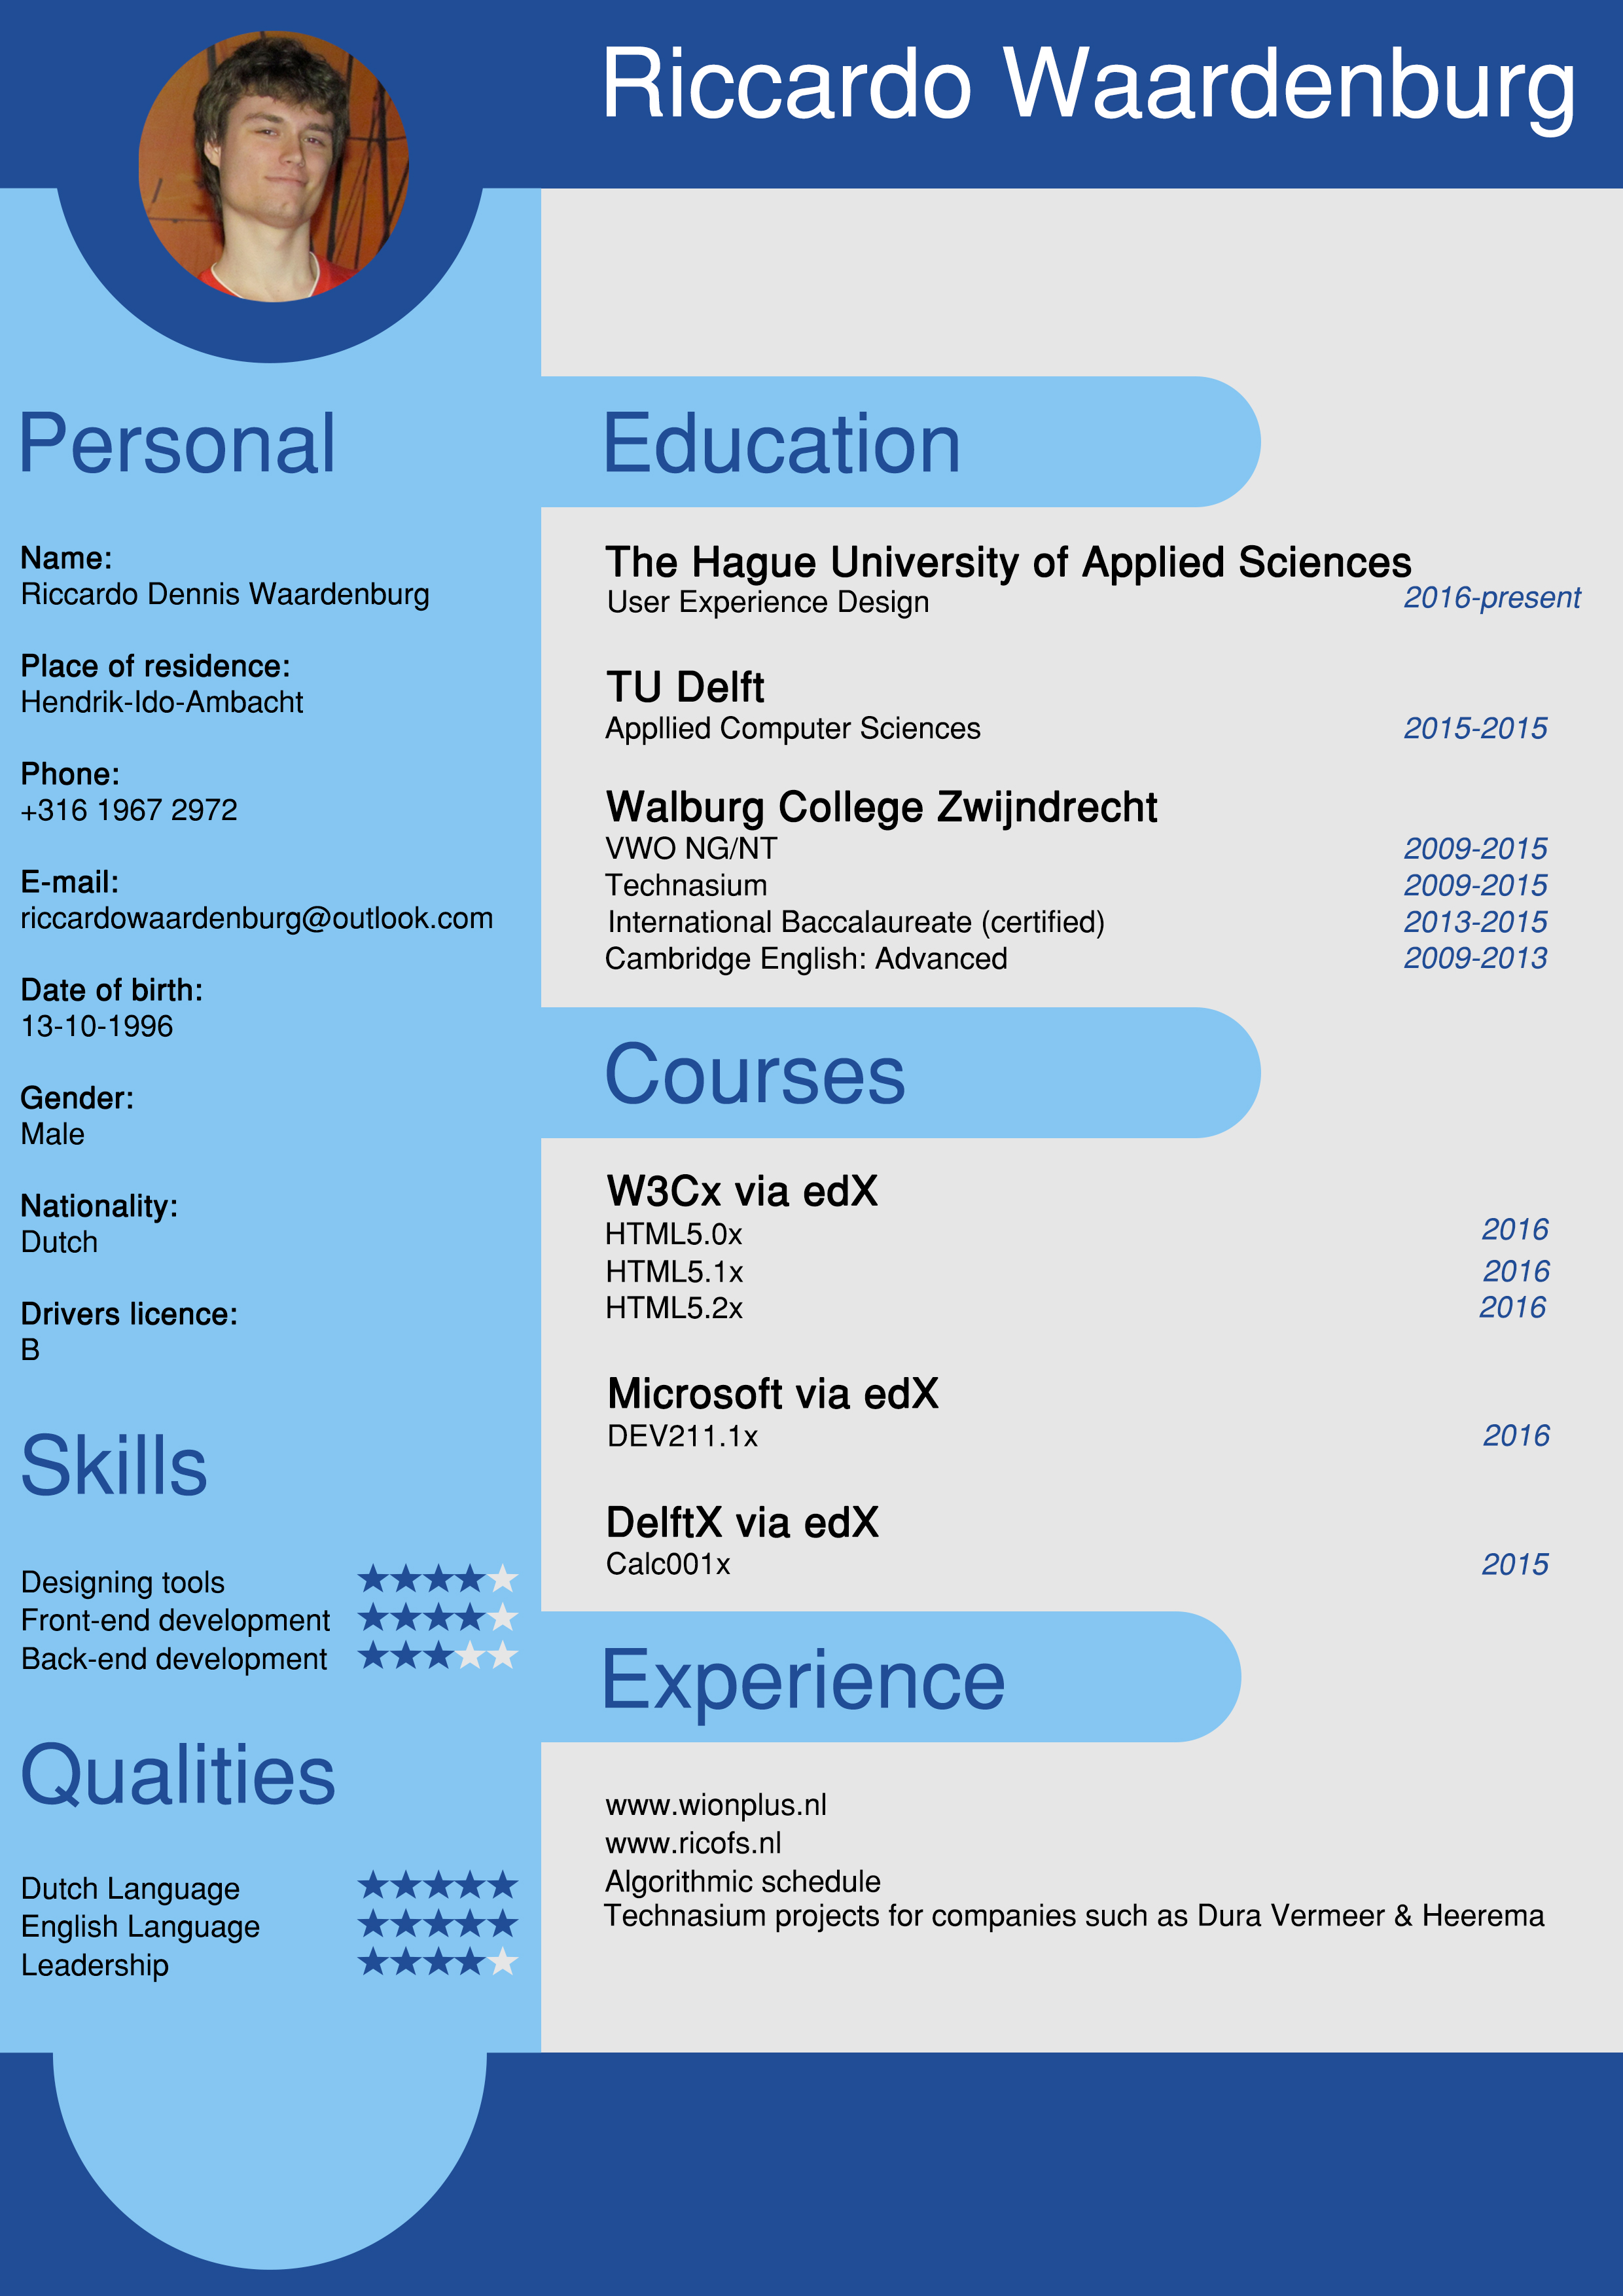 Riccardo Waardenburg
Personal
Name:
Riccardo Dennis Waardenburg
Place of residence:
Hendrik-Ido-Ambacht
Phone:
+316 1967 2972
E-mail:
riccardowaardenburg@outlook.com
Date of birth:
13-10-1996
Gender:
Male
Nationality:
Dutch
Drivers licence:
B
Skills
Designing tools
Front-end development
Back-end development
Qualities
Dutch Language
English Language
Leadership
Education
The Hague University of Applied Sciences
User Experience Design 2016-present
TU Delft
Appllied Computer Sciences 2015-2015
Walburg College Zwijndrecht
VWO NG/NT 2009-2015
Technasium 2009-2015
International Baccalaureate (certified) 2013-2015
Cambridge English: Advanced 2009-2013
Courses
W3Cx via edX
HTML5.0x 2016
HTML5.1x 2016
HTML5.2x 2016
Microsoft via edX
DEV211.1x 2016
DelftX via edX
Calc001x 2015
Experience
www.wionplus.nl
www.ricofs.nl
Algorithmic schedule
Technasium projects for companies such as Dura Vermeer & Heerema